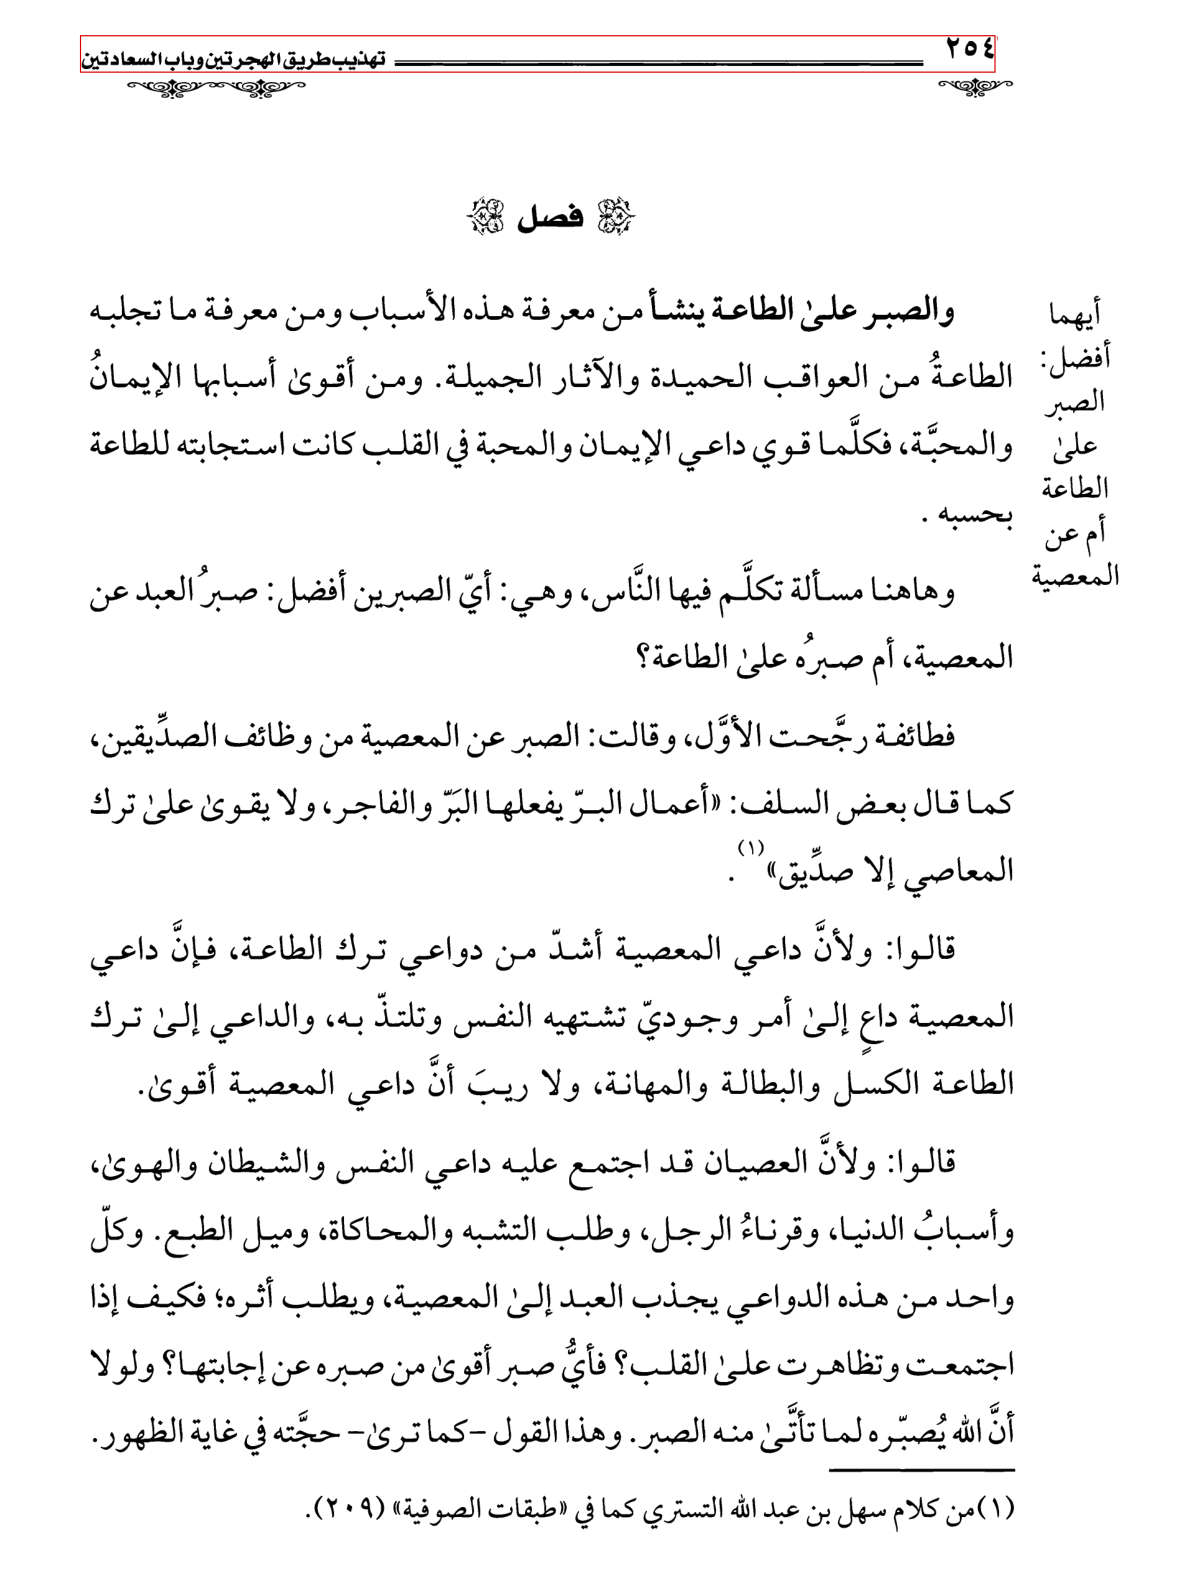 ٢٥٤
تهذيب طريق الهجرتين وباب السعادتين
فصل
أيهما
أفضل:
الصبر
علىٰ
الطاعة
أم عن
المعصية
والصبر علىٰ الطاعة ينشأ من معرفة هذه الأسباب ومن معرفة ما تجلبه
الطاعةُ من العواقب الحميدة والآثار الجميلة. ومن أقوىٰ أسبابها الإيمانُ
والمحبَّة، فكلَّما قوي داعي الإيمان والمحبة في القلب كانت استجابته للطاعة
بحسبه .
وهاهنا مسألة تكلَّم فيها النَّاس، وهي: أيّ الصبرين أفضل: صبرُ العبد عن
المعصية، أم صبرُه علىٰ الطاعة؟
فطائفة رجَّحت الأوَّل، وقالت: الصبر عن المعصية من وظائف الصدِّيقين،
كما قال بعض السلف: «أعمال البرّ يفعلها البَرّ والفاجر، ولا يقوىٰ علىٰ ترك
المعاصي إلا صدِّيق»(١).
قالوا: ولأنَّ داعي المعصية أشدّ من دواعي ترك الطاعة، فإنَّ داعي
المعصية داعٍ إلىٰ أمر وجوديّ تشتهيه النفس وتلتذّ به، والداعي إلىٰ ترك
الطاعة الكسل والبطالة والمهانة، ولا ريبَ أنَّ داعي المعصية أقوىٰ.
قالوا: ولأنَّ العصيان قد اجتمع عليه داعي النفس والشيطان والهوىٰ،
وأسبابُ الدنيا، وقرناءُ الرجل، وطلب التشبه والمحاكاة، وميل الطبع. وكلّ
واحد من هذه الدواعي يجذب العبد إلىٰ المعصية، ويطلب أثره؛ فكيف إذا
اجتمعت وتظاهرت علىٰ القلب؟ فأيُّ صبر أقوىٰ من صبره عن إجابتها؟ ولولا
أنَّ الله يُصبّره لما تأتَّىٰ منه الصبر. وهذا القول -كما ترىٰ- حجَّته في غاية الظهور.
(١) من كلام سهل بن عبد الله التستري كما في «طبقات الصوفية» (٢٠٩).